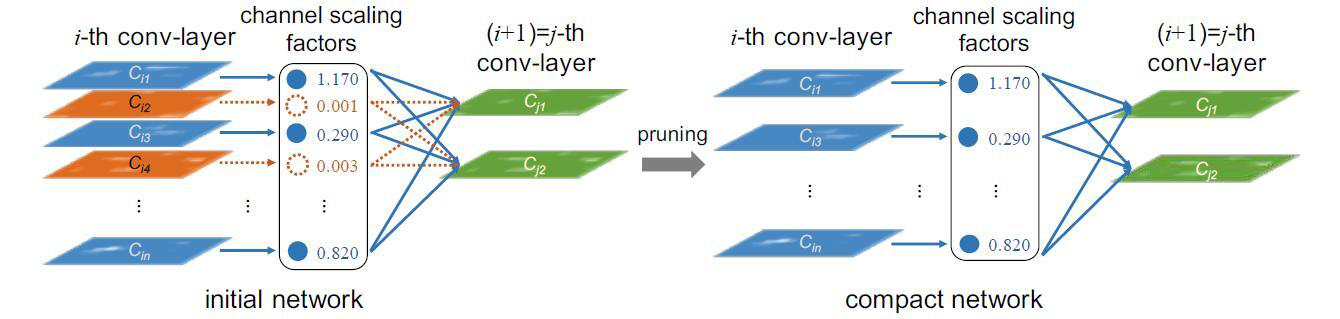 i-th conv-layer
channel scaling
factors
(i+1)=j-th
conv-layer
Ci1
1.170
Ci2
0.001
Cj1
Ci3
0.290
Ci4
0.003
Cj2
⋮ ⋮ ⋮
Cin
0.820
initial network
pruning
i-th conv-layer
channel scaling
factors
(i+1)=j-th
conv-layer
Ci1
1.170
Cj1
Ci3
0.290
Cj2
⋮ ⋮ ⋮
Cin
0.820
compact network